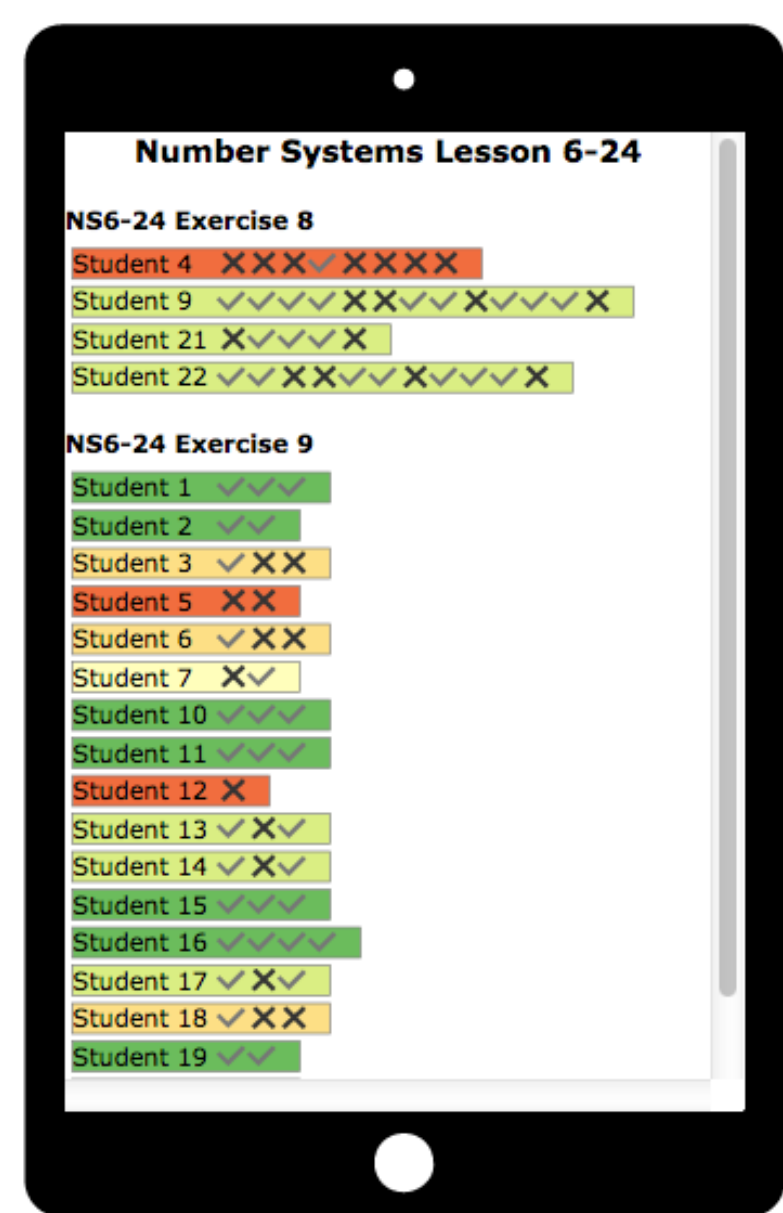 Number Systems Lesson 6-24
NS6-24 Exercise 8
Student 4 ✕✕✕✓✕✕✕✕
Student 9 ✓✓✓✓✕✕✓✓✕✓✓✓✕
Student 21 ✕✓✓✓✕
Student 22 ✓✓✕✕✓✓✕✓✓✓✕
NS6-24 Exercise 9
Student 1 ✓✓✓
Student 2 ✓✓
Student 3 ✓✕✕
Student 5 ✕✕
Student 6 ✓✕✕
Student 7 ✕✓
Student 10 ✓✓✓
Student 11 ✓✓✓
Student 12 ✕
Student 13 ✓✕✓
Student 14 ✓✕✓
Student 15 ✓✓✓
Student 16 ✓✓✓✓
Student 17 ✓✕✓
Student 18 ✓✕✕
Student 19 ✓✓